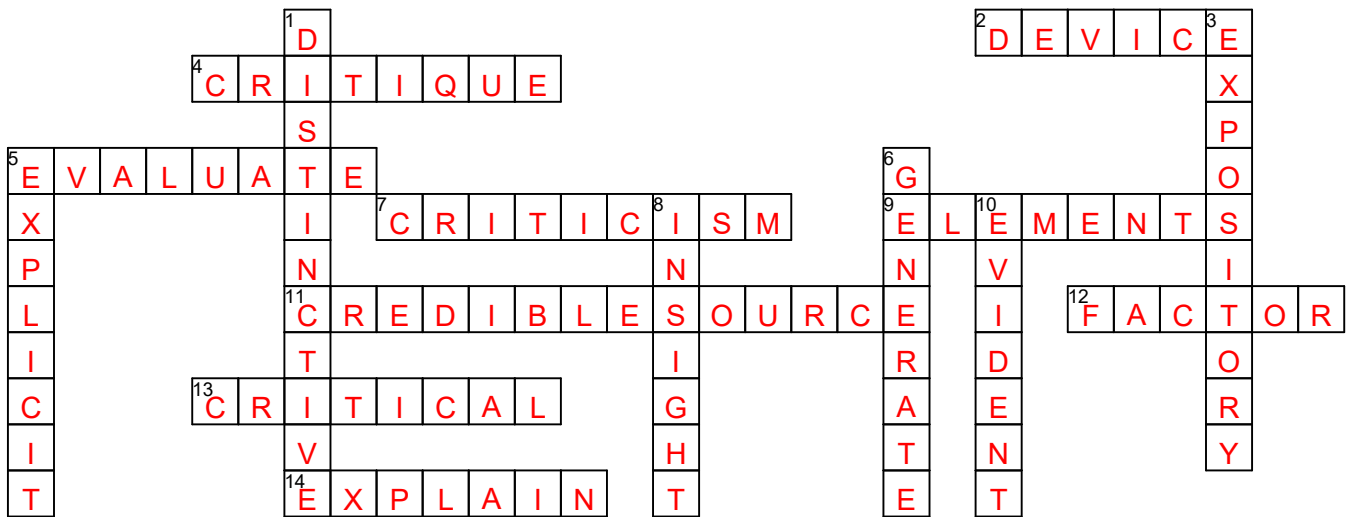 1 D 2 D E V I C 3 E
4 C R I T I Q U E X
S P
5 E V A L U A T E 6 G O
X I 7 C R I T I C 8 I S M 9 E L 10 E M E N T S
P N N N V I
L 11 C R E D I B L E S O U R C E I 12 F A C T O R
I T I R D O
C 13 C R I T I C A L G A E R
I V H T N Y
T 14 E X P L A I N T E T